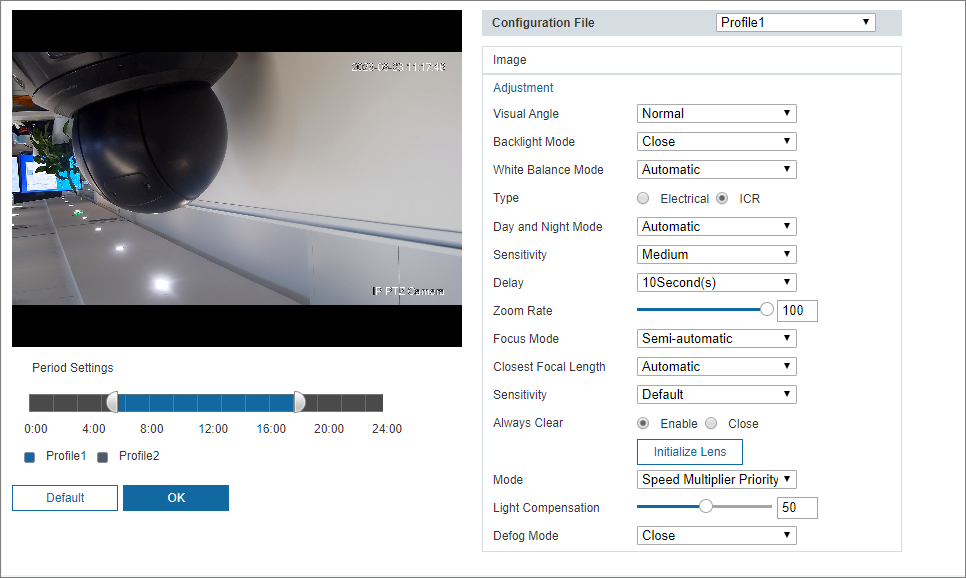 Configuration File
Profile1
Image
Adjustment
Visual Angle
Normal
Backlight Mode
Close
White Balance Mode
Automatic
Type
Electrical
ICR
Day and Night Mode
Automatic
Sensitivity
Medium
Delay
10Second(s)
Zoom Rate
100
Focus Mode
Semi-automatic
Closest Focal Length
Automatic
Sensitivity
Default
Always Clear
Enable
Close
Initialize Lens
Mode
Speed Multiplier Priority
Light Compensation
50
Defog Mode
Close
IP PTZ Camera
Period Settings
0:00 4:00 8:00 12:00 16:00 20:00 24:00
Profile1 Profile2
Default
OK